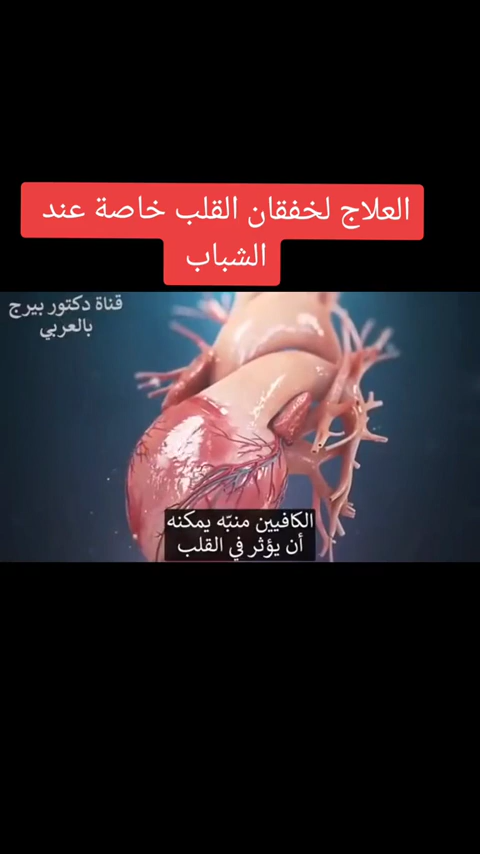 العلاج لخفقان القلب خاصة عند
الشباب
قناة دكتور بيرج
بالعربي
الكافيين منبّه يمكنه
أن يؤثر في القلب